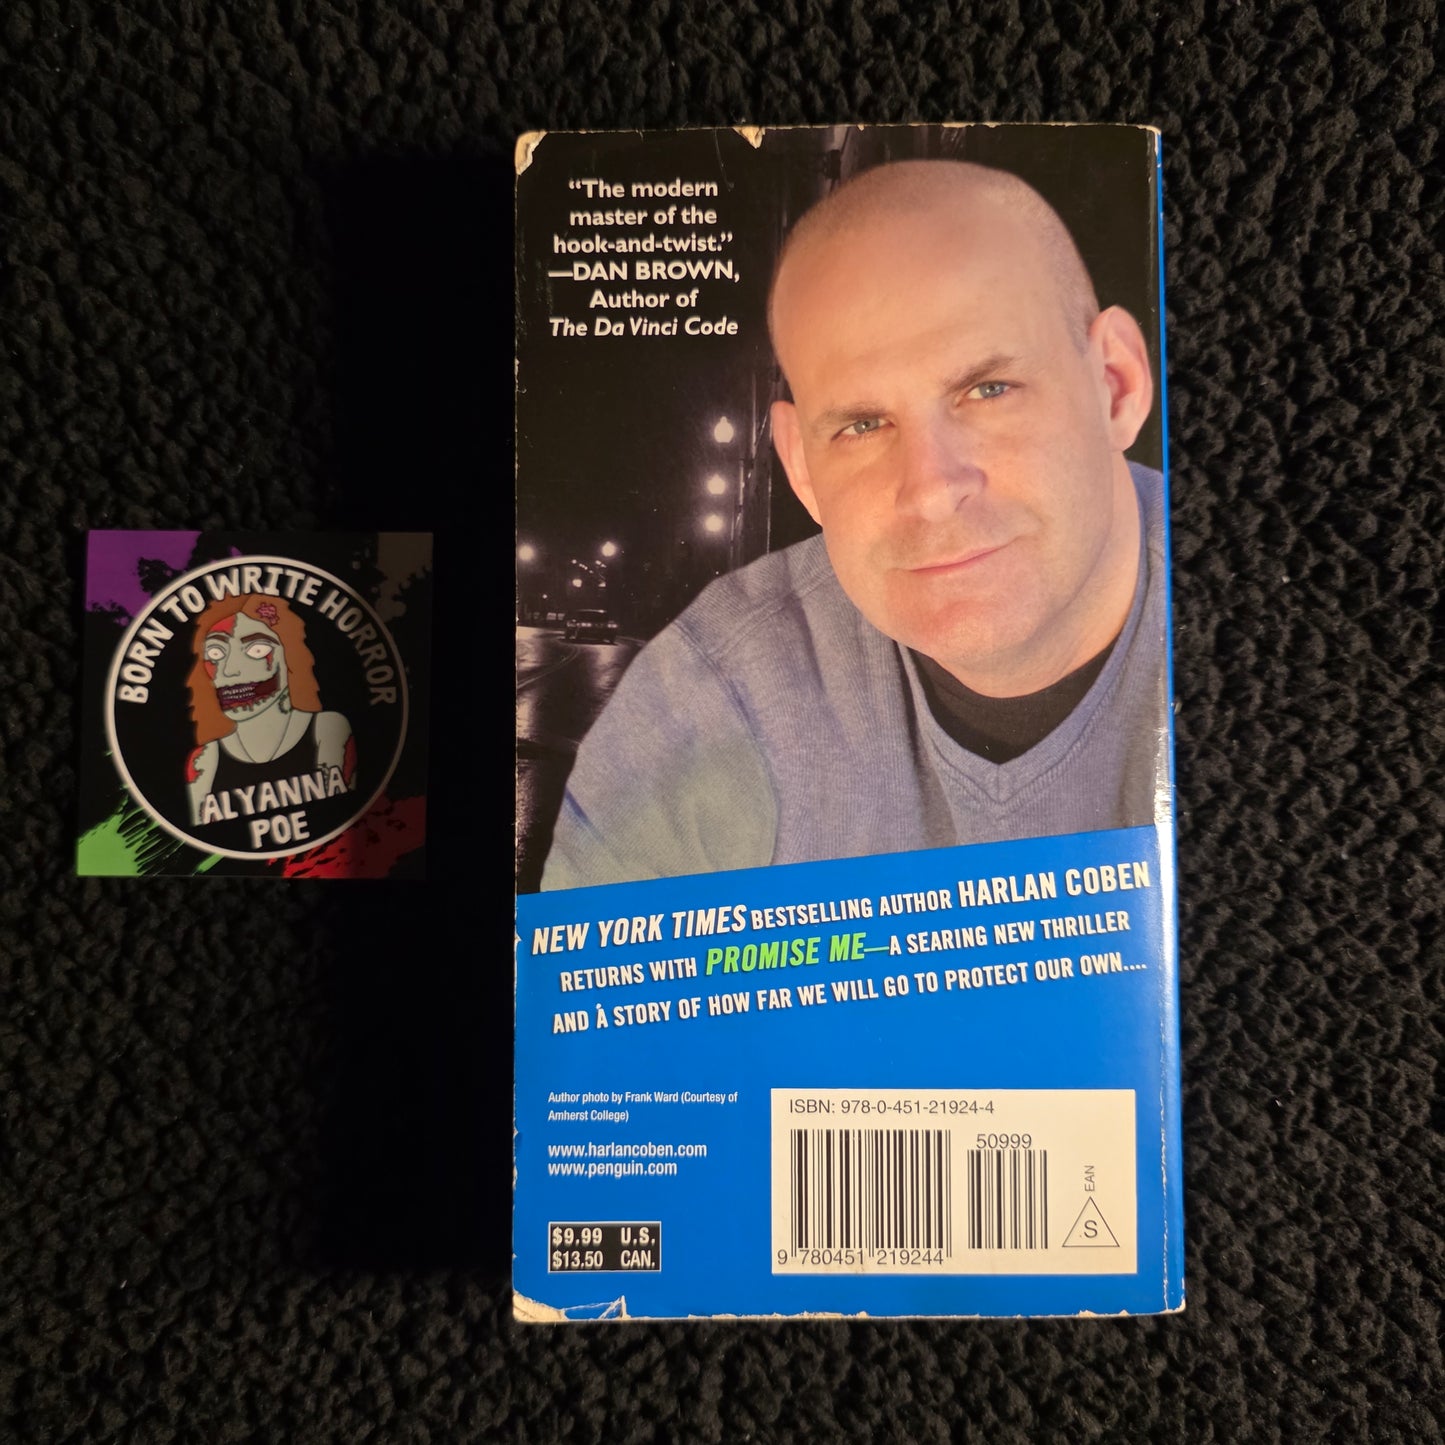 BORN TO WRITE HORROR
ALYANNA
POE
“The modern
master of the
hook-and-twist.”
—DAN BROWN,
Author of
The Da Vinci Code
NEW YORK TIMES BESTSELLING AUTHOR HARLAN COBEN
RETURNS WITH PROMISE ME—A SEARING NEW THRILLER
AND A STORY OF HOW FAR WE WILL GO TO PROTECT OUR OWN....
Author photo by Frank Ward (Courtesy of
Amherst College)
www.harlancoben.com
www.penguin.com
$9.99 U.S.
$13.50 CAN.
ISBN: 978-0-451-21924-4
50999
9 780451 219244
EAN
S